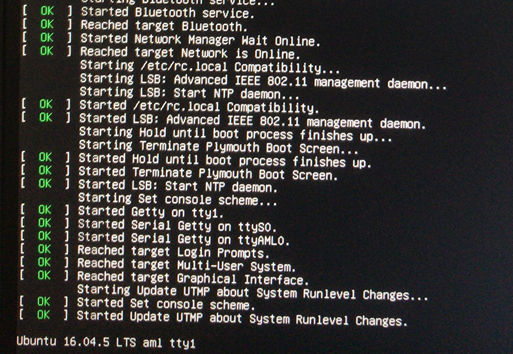 Starting Bluetooth service...
[ OK ] Started Bluetooth service.
[ OK ] Reached target Bluetooth.
[ OK ] Started Network Manager Wait Online.
[ OK ] Reached target Network is Online.
Starting /etc/rc.local Compatibility...
Starting LSB: Advanced IEEE 802.11 management daemon...
Starting LSB: Start NTP daemon...
[ OK ] Started /etc/rc.local Compatibility.
[ OK ] Started LSB: Advanced IEEE 802.11 management daemon.
Starting Hold until boot process finishes up...
Starting Terminate Plymouth Boot Screen...
[ OK ] Started Hold until boot process finishes up.
[ OK ] Started Terminate Plymouth Boot Screen.
[ OK ] Started LSB: Start NTP daemon.
Starting Set console scheme...
[ OK ] Started Getty on tty1.
[ OK ] Started Serial Getty on ttyS0.
[ OK ] Started Serial Getty on ttyAML0.
[ OK ] Reached target Login Prompts.
[ OK ] Reached target Multi-User System.
[ OK ] Reached target Graphical Interface.
Starting Update UTMP about System Runlevel Changes...
[ OK ] Started Set console scheme.
[ OK ] Started Update UTMP about System Runlevel Changes.
Ubuntu 16.04.5 LTS aml tty1